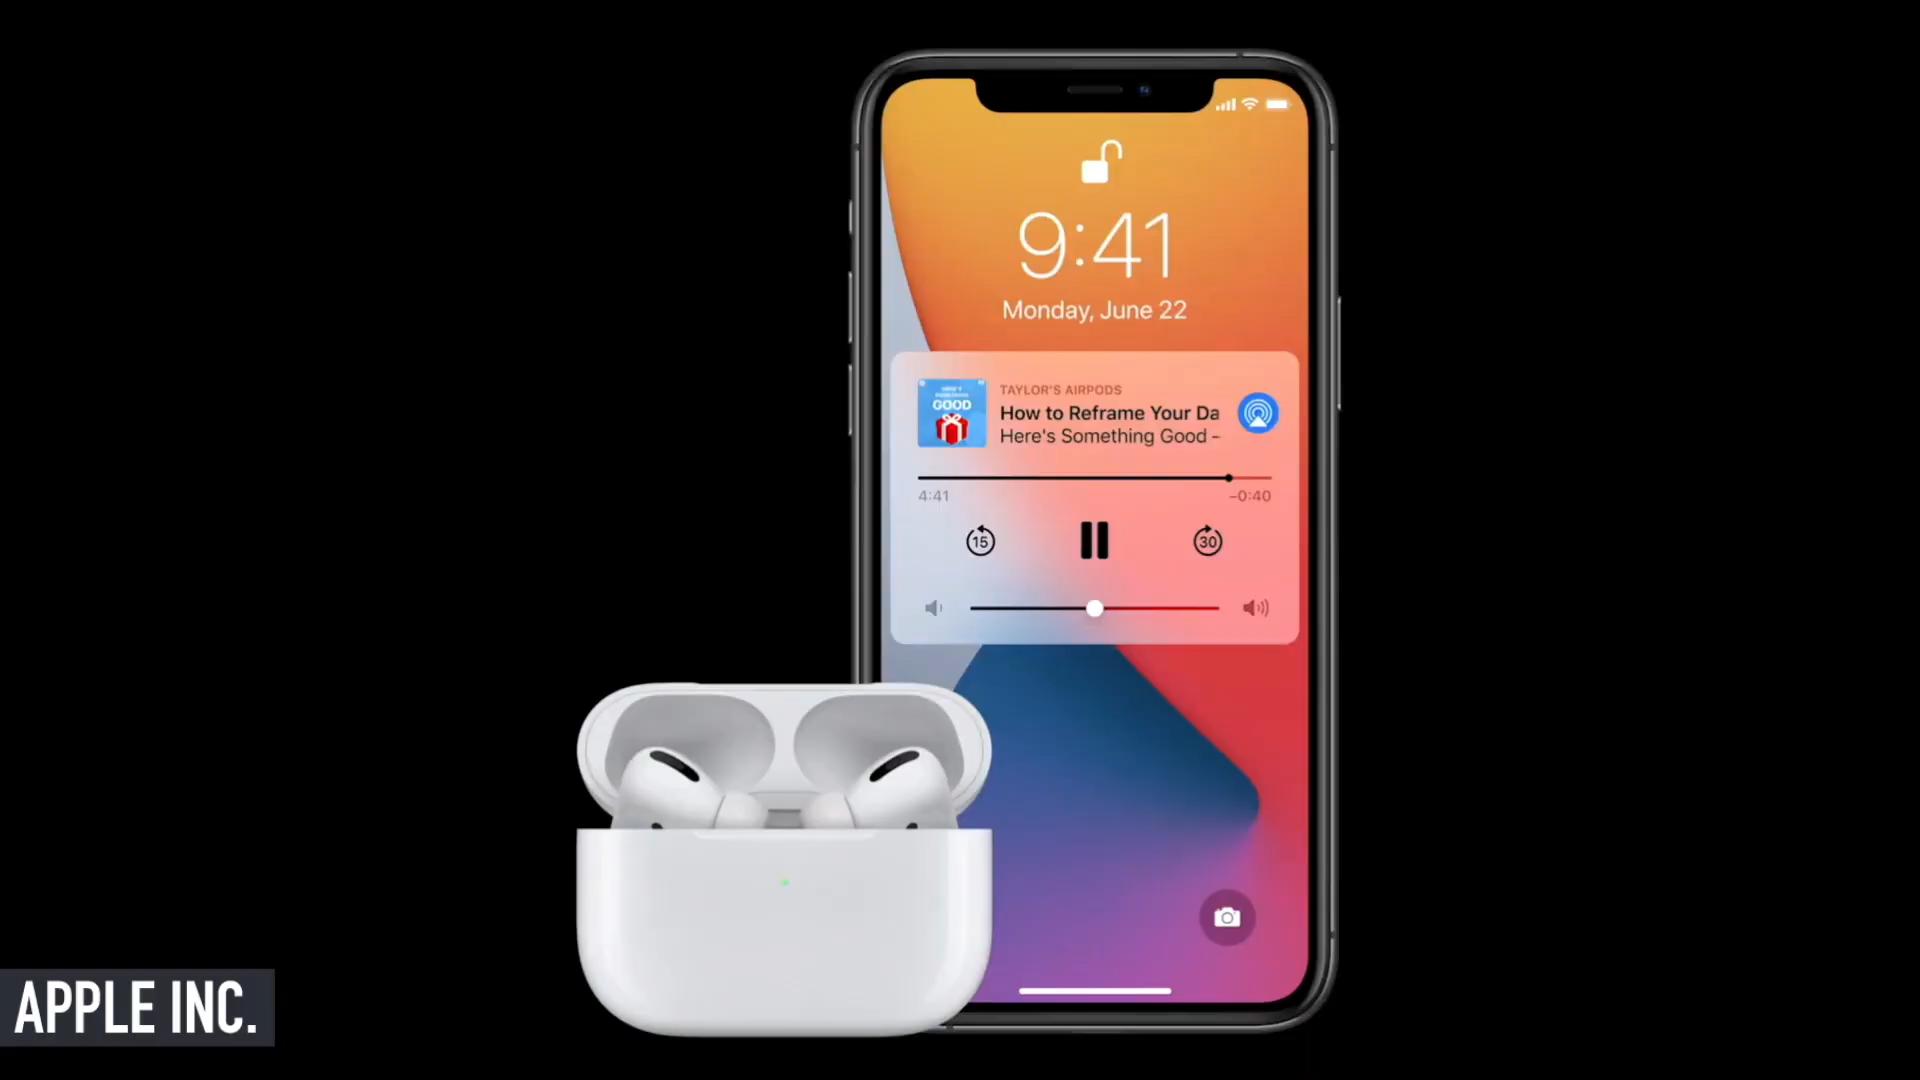 9:41
Monday, June 22
GOOD
TAYLOR'S AIRPODS
How to Reframe Your Da
Here's Something Good –
4:41
–0:40
15
30
APPLE INC.